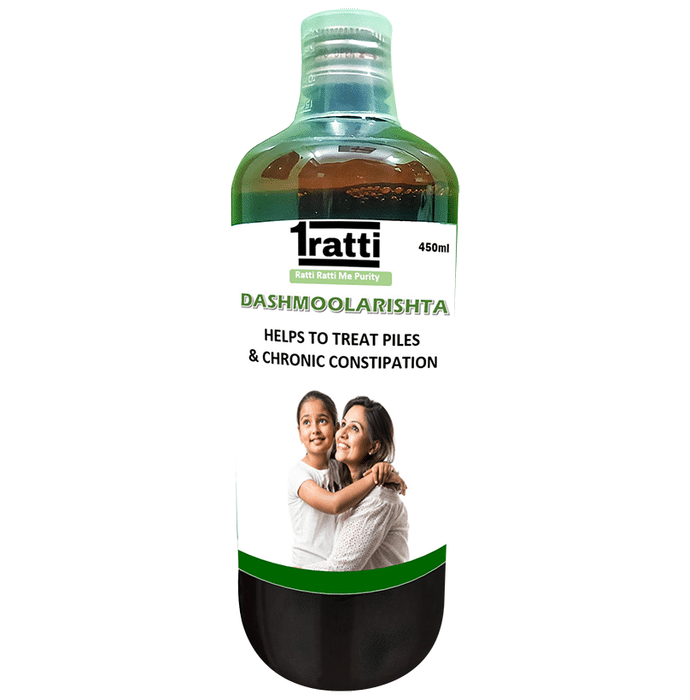 1ratti
450ml
Ratti Ratti Me Purity
DASHMOOLARISHTA
HELPS TO TREAT PILES
& CHRONIC CONSTIPATION